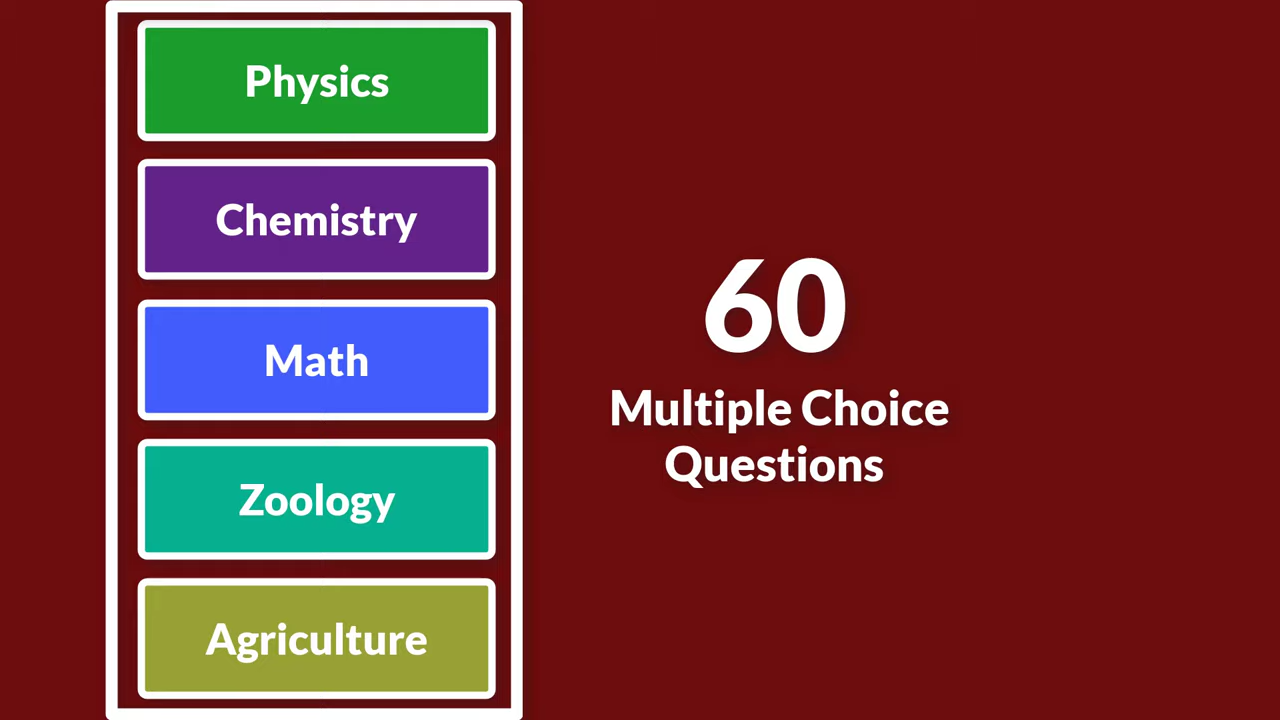 Physics
Chemistry
Math
Zoology
Agriculture
60
Multiple Choice
Questions